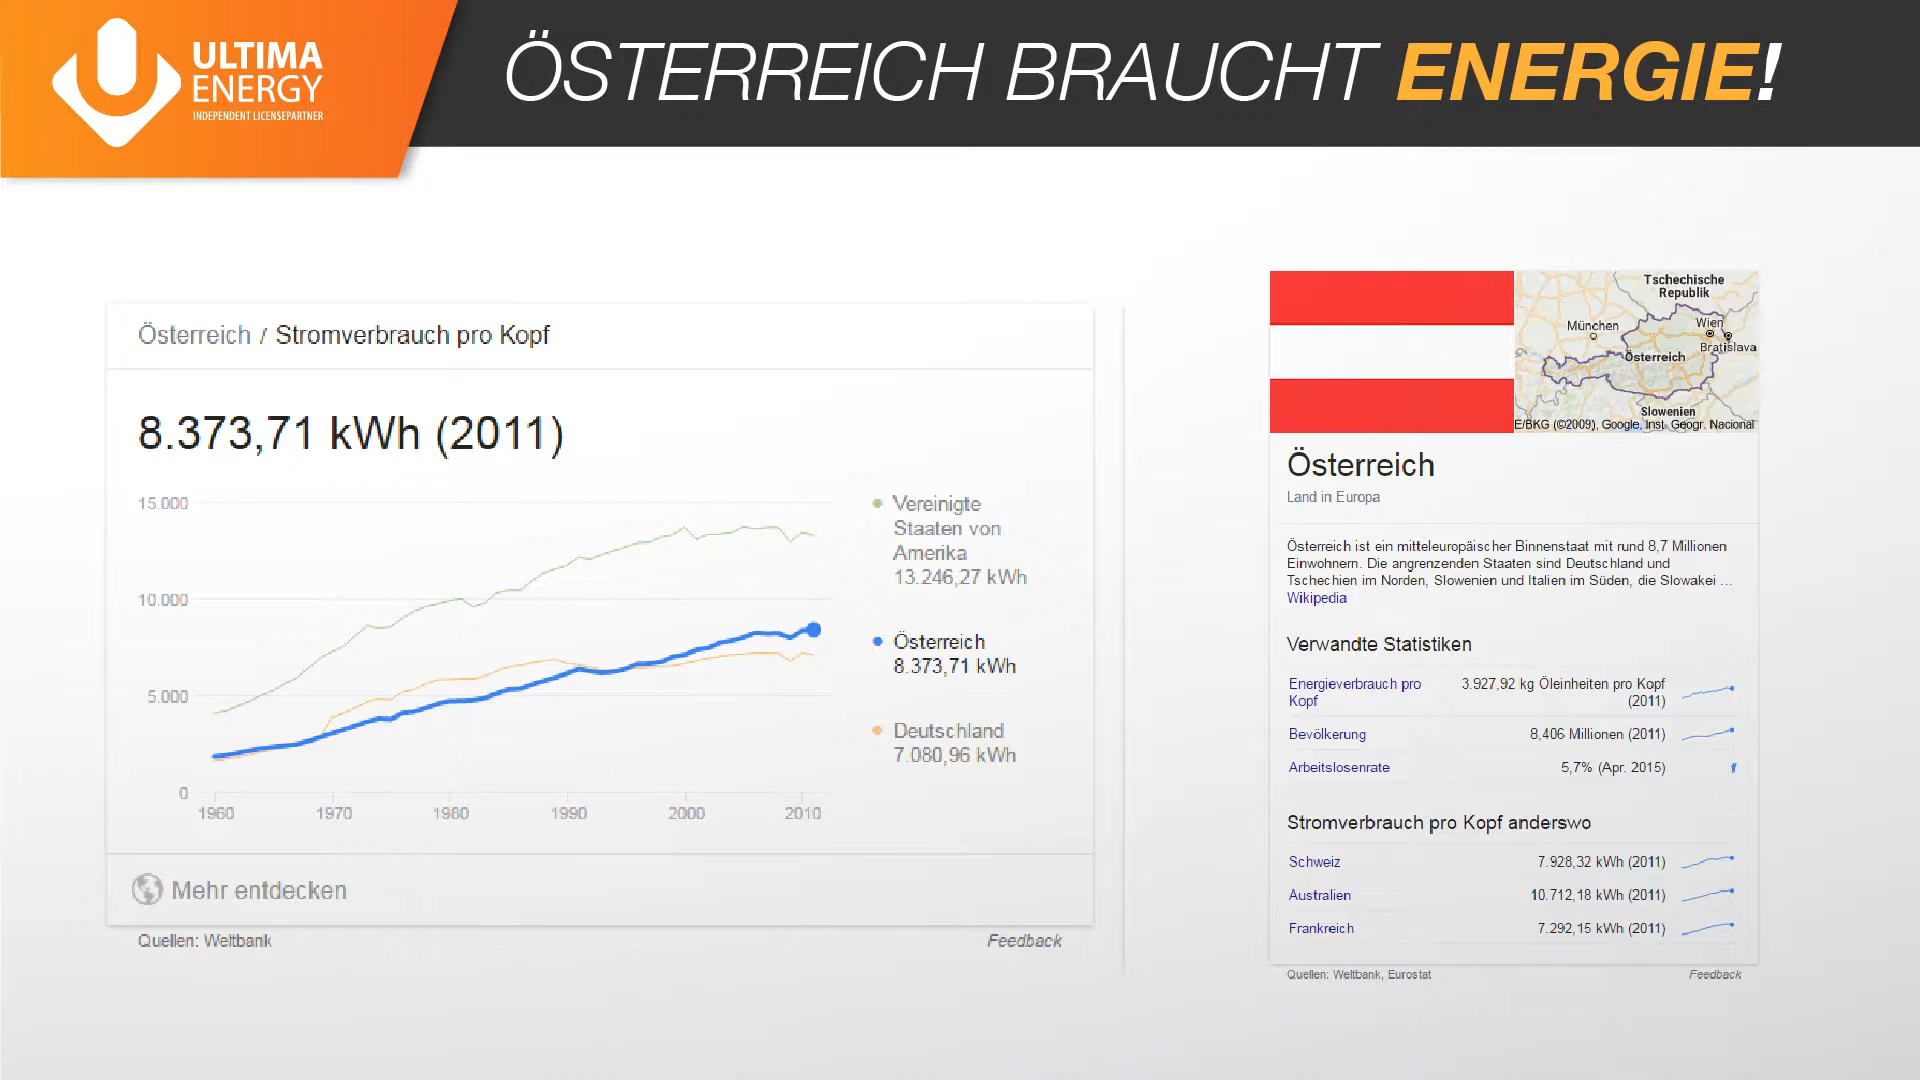 ULTIMA
ENERGY
INDEPENDENT LICENSEPARTNER
ÖSTERREICH BRAUCHT ENERGIE!
Österreich / Stromverbrauch pro Kopf
8.373,71 kWh (2011)
15.000
10.000
5.000
0
1960 1970 1980 1990 2000 2010
Vereinigte
Staaten von
Amerika
13.246,27 kWh
Österreich
8.373,71 kWh
Deutschland
7.080,96 kWh
Mehr entdecken
Quellen: Weltbank
Feedback
Tschechische
Republik
München
Wien
Bratislava
Österreich
Slowenien
E/BKG (©2009), Google, Inst. Geogr. Nacional
Österreich
Land in Europa
Österreich ist ein mitteleuropäischer Binnenstaat mit rund 8,7 Millionen
Einwohnern. Die angrenzenden Staaten sind Deutschland und
Tschechien im Norden, Slowenien und Italien im Süden, die Slowakei ...
Wikipedia
Verwandte Statistiken
Energieverbrauch pro 3.927,92 kg Öleinheiten pro Kopf
Kopf (2011)
Bevölkerung 8,406 Millionen (2011)
Arbeitslosenrate 5,7% (Apr. 2015)
Stromverbrauch pro Kopf anderswo
Schweiz 7.928,32 kWh (2011)
Australien 10.712,18 kWh (2011)
Frankreich 7.292,15 kWh (2011)
Quellen: Weltbank, Eurostat
Feedback